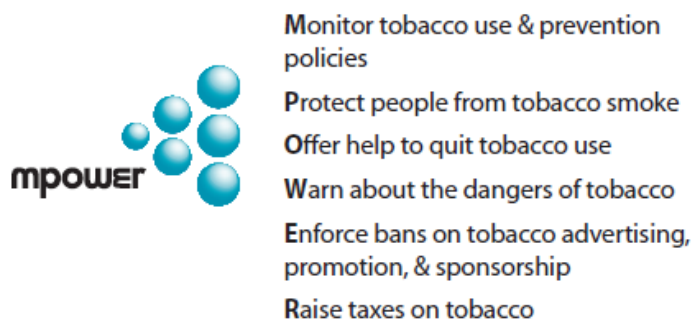 mpower
Monitor tobacco use & prevention
policies
Protect people from tobacco smoke
Offer help to quit tobacco use
Warn about the dangers of tobacco
Enforce bans on tobacco advertising,
promotion, & sponsorship
Raise taxes on tobacco